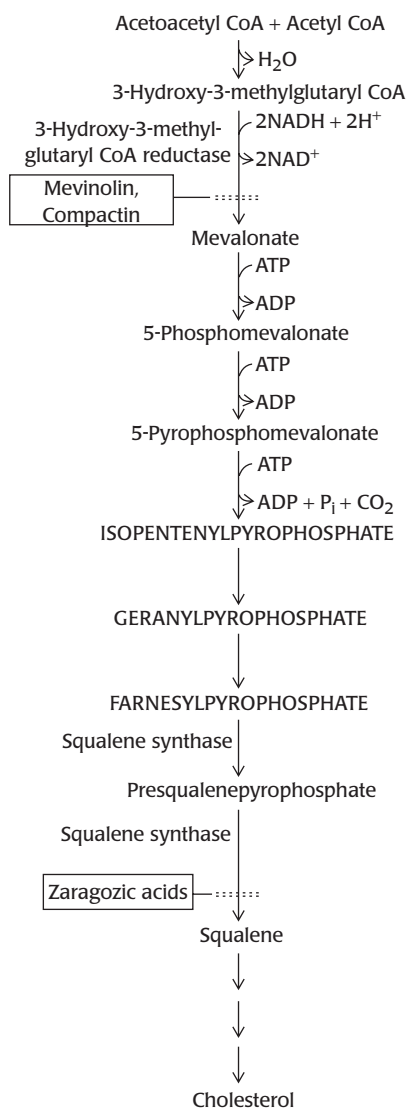 Acetoacetyl CoA + Acetyl CoA
H₂O
3-Hydroxy-3-methylglutaryl CoA
3-Hydroxy-3-methyl-
glutaryl CoA reductase
2NADH + 2H⁺
2NAD⁺
Mevinolin,
Compactin
Mevalonate
ATP
ADP
5-Phosphomevalonate
ATP
ADP
5-Pyrophosphomevalonate
ATP
ADP + Pᵢ + CO₂
ISOPENTENYLPYROPHOSPHATE
GERANYLPYROPHOSPHATE
FARNESYLPYROPHOSPHATE
Squalene synthase
Presqualenepyrophosphate
Squalene synthase
Zaragozic acids
Squalene
Cholesterol